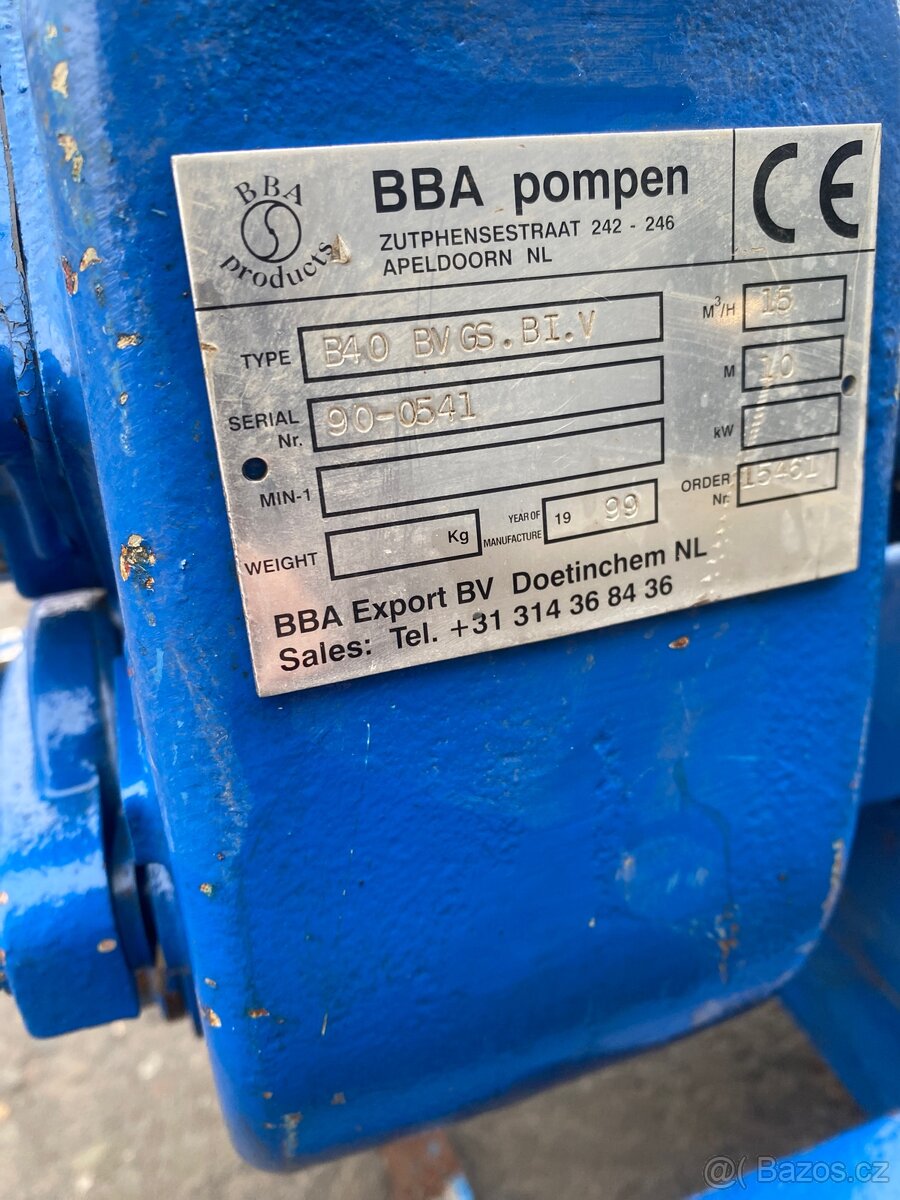 BBA products
BBA pompen
ZUTPHENSESTRAAT 242 - 246
APELDOORN NL
CE
TYPE B40 BVGS.BI.V
M³/H 15
SERIAL Nr. 90-0541
M 10
MIN-1
kW
WEIGHT Kg
YEAR OF MANUFACTURE 19 99
ORDER Nr. 15461
BBA Export BV Doetinchem NL
Sales: Tel. +31 314 36 84 36
@( Bazos.cz